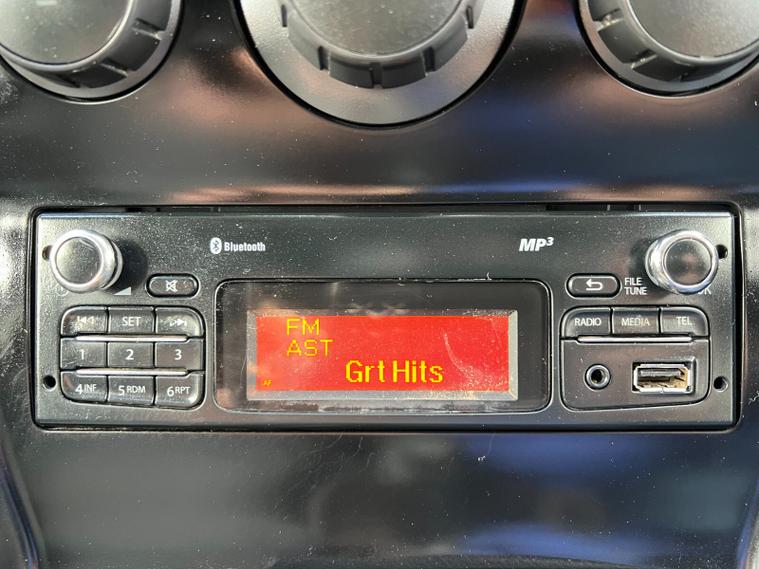 Bluetooth
MP3
FILE
TUNE
OK
SET
RADIO
MEDIA
TEL
FM
AST
Grt Hits
AF
1
2
3
4 INF
5 RDM
6 RPT